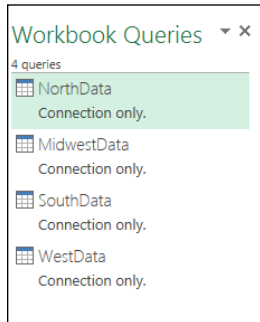 Workbook Queries
4 queries
NorthData
Connection only.
MidwestData
Connection only.
SouthData
Connection only.
WestData
Connection only.